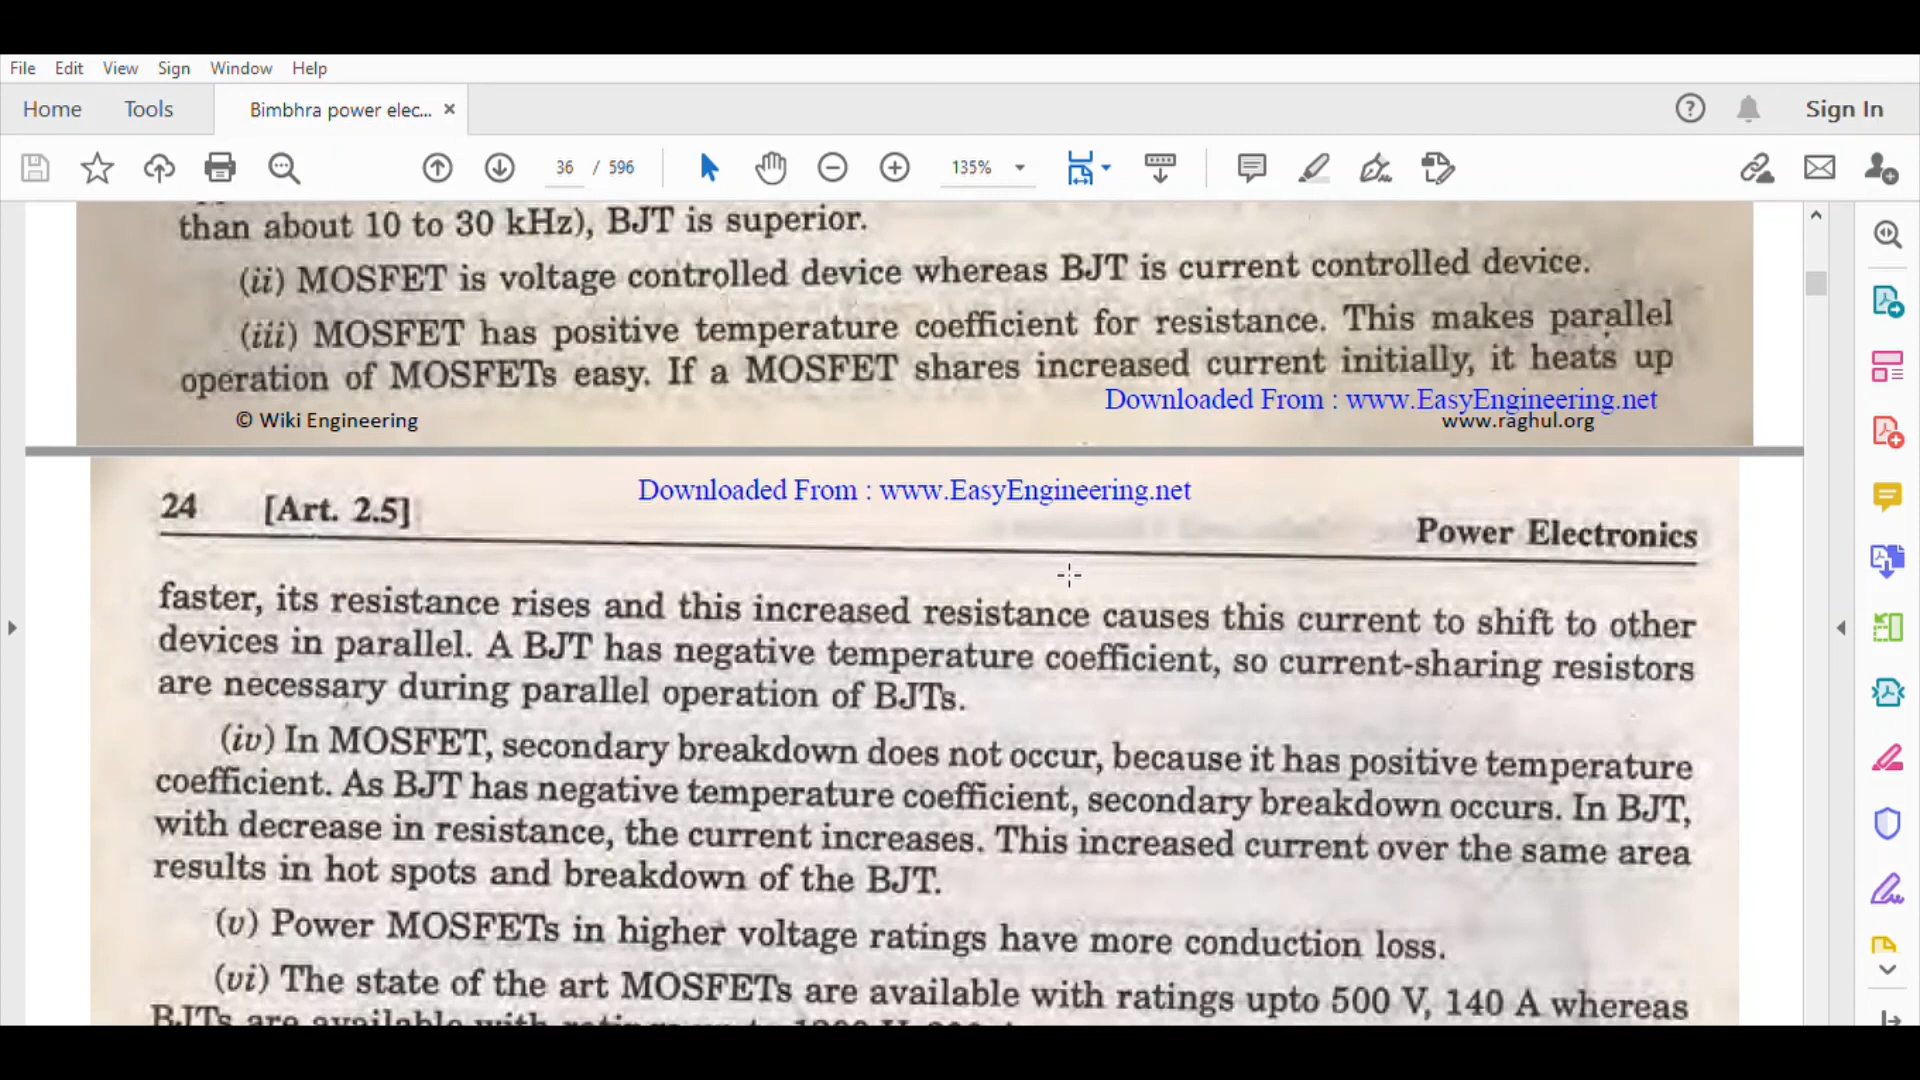 File Edit View Sign Window Help
Home Tools Bimbhra power elec... × Sign In
36 / 596 135%
than about 10 to 30 kHz), BJT is superior.
(ii) MOSFET is voltage controlled device whereas BJT is current controlled device.
(iii) MOSFET has positive temperature coefficient for resistance. This makes parallel
operation of MOSFETs easy. If a MOSFET shares increased current initially, it heats up
Downloaded From : www.EasyEngineering.net
© Wiki Engineering www.raghul.org
Downloaded From : www.EasyEngineering.net
24 [Art. 2.5] Power Electronics
faster, its resistance rises and this increased resistance causes this current to shift to other
devices in parallel. A BJT has negative temperature coefficient, so current-sharing resistors
are necessary during parallel operation of BJTs.
(iv) In MOSFET, secondary breakdown does not occur, because it has positive temperature
coefficient. As BJT has negative temperature coefficient, secondary breakdown occurs. In BJT,
with decrease in resistance, the current increases. This increased current over the same area
results in hot spots and breakdown of the BJT.
(v) Power MOSFETs in higher voltage ratings have more conduction loss.
(vi) The state of the art MOSFETs are available with ratings upto 500 V, 140 A whereas
BJTs are available with ratings